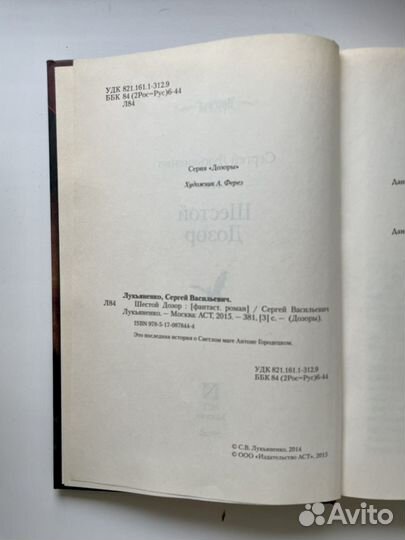 УДК 821.161.1-312.9
ББК 84 (2Рос=Рус)6-44
Л84
Серия «Дозоры»
Художник А. Ферез
Шестой
Дозор
Лукьяненко, Сергей Васильевич.
Л84 Шестой Дозор : [фантаст. роман] / Сергей Васильевич
Лукьяненко. — Москва: АСТ, 2015. — 381, [3] с. — (Дозоры).
ISBN 978-5-17-087844-4
Это последняя история о Светлом маге Антоне Городецком.
УДК 821.161.1-312.9
ББК 84 (2Рос=Рус)6-44
© С.В. Лукьяненко, 2014
© ООО «Издательство АСТ», 2015
Avito